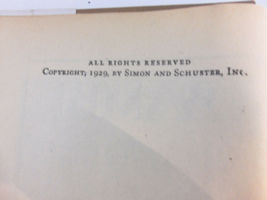 ALL RIGHTS RESERVED
COPYRIGHT, 1929, BY SIMON AND SCHUSTER, INC.